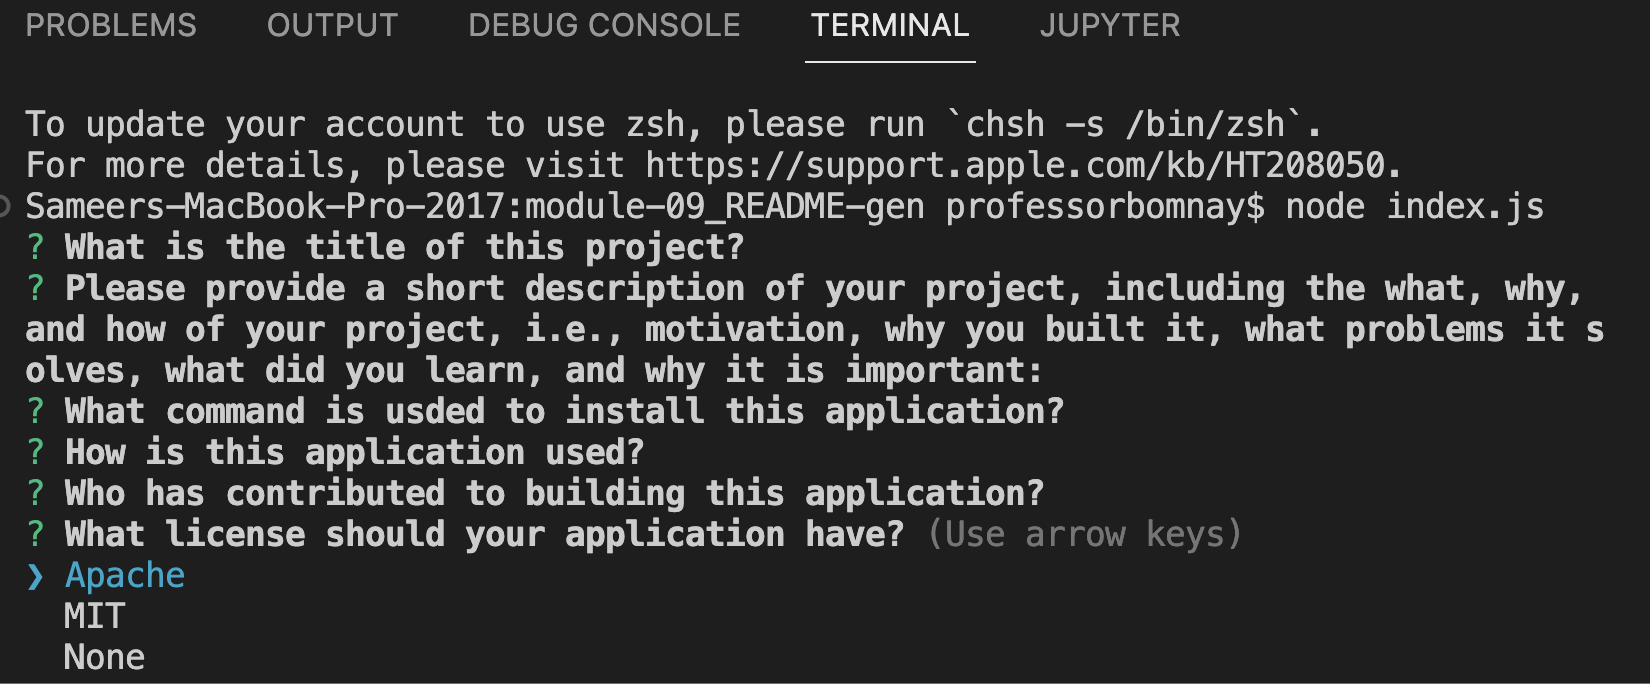 PROBLEMS OUTPUT DEBUG CONSOLE TERMINAL JUPYTER
To update your account to use zsh, please run `chsh -s /bin/zsh`.
For more details, please visit https://support.apple.com/kb/HT208050.
Sameers-MacBook-Pro-2017:module-09_README-gen professorbomnay$ node index.js
? What is the title of this project?
? Please provide a short description of your project, including the what, why,
and how of your project, i.e., motivation, why you built it, what problems it s
olves, what did you learn, and why it is important:
? What command is usded to install this application?
? How is this application used?
? Who has contributed to building this application?
? What license should your application have? (Use arrow keys)
❯ Apache
MIT
None